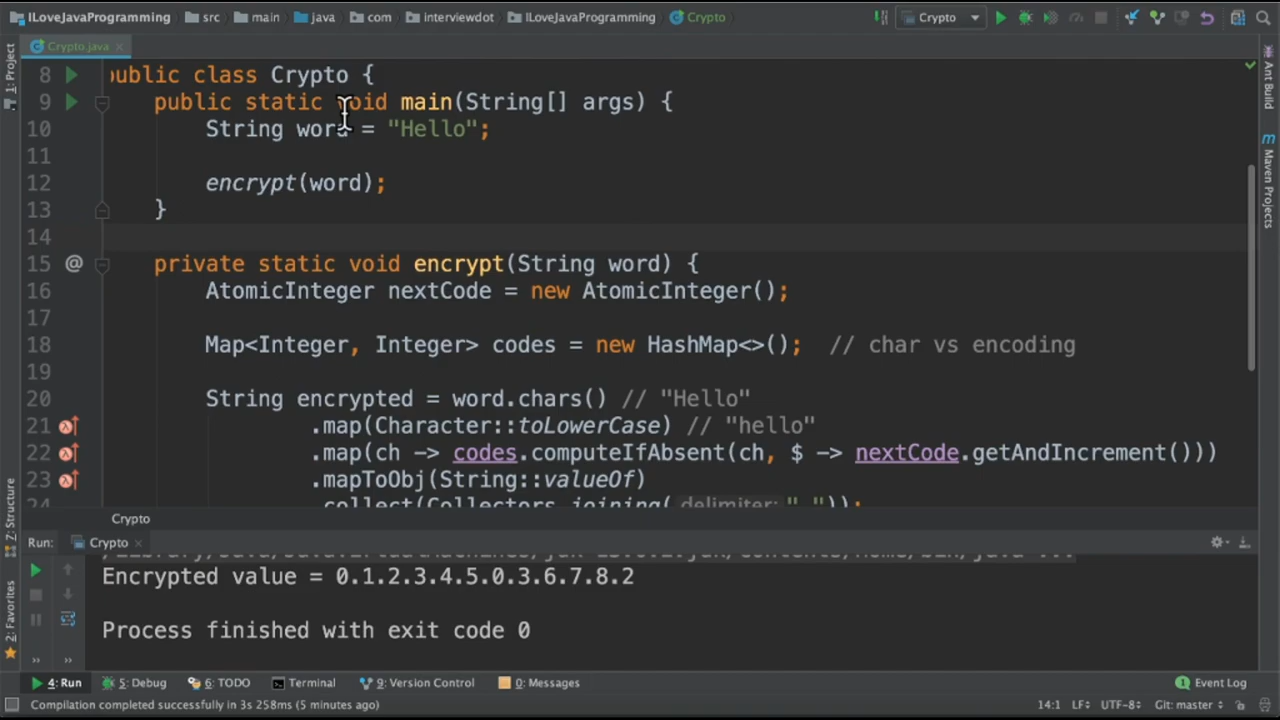 ILoveJavaProgramming src main java com interviewdot ILoveJavaProgramming Crypto Crypto
Crypto.java
1: Project
Ant Build
Maven Projects
8 public class Crypto {
9 public static void main(String[] args) {
10 String word = "Hello";
11
12 encrypt(word);
13 }
14
15 @ private static void encrypt(String word) {
16 AtomicInteger nextCode = new AtomicInteger();
17
18 Map<Integer, Integer> codes = new HashMap<>(); // char vs encoding
19
20 String encrypted = word.chars() // "Hello"
21 .map(Character::toLowerCase) // "hello"
22 .map(ch -> codes.computeIfAbsent(ch, $ -> nextCode.getAndIncrement()))
23 .mapToObj(String::valueOf)
24 .collect(Collectors.joining( delimiter: "."));
Crypto
Z: Structure
2: Favorites
Run: Crypto
Encrypted value = 0.1.2.3.4.5.0.3.6.7.8.2
Process finished with exit code 0
4: Run 5: Debug 6: TODO Terminal 9: Version Control 0: Messages 1 Event Log
Compilation completed successfully in 3s 258ms (5 minutes ago) 14:1 LF UTF-8 Git: master